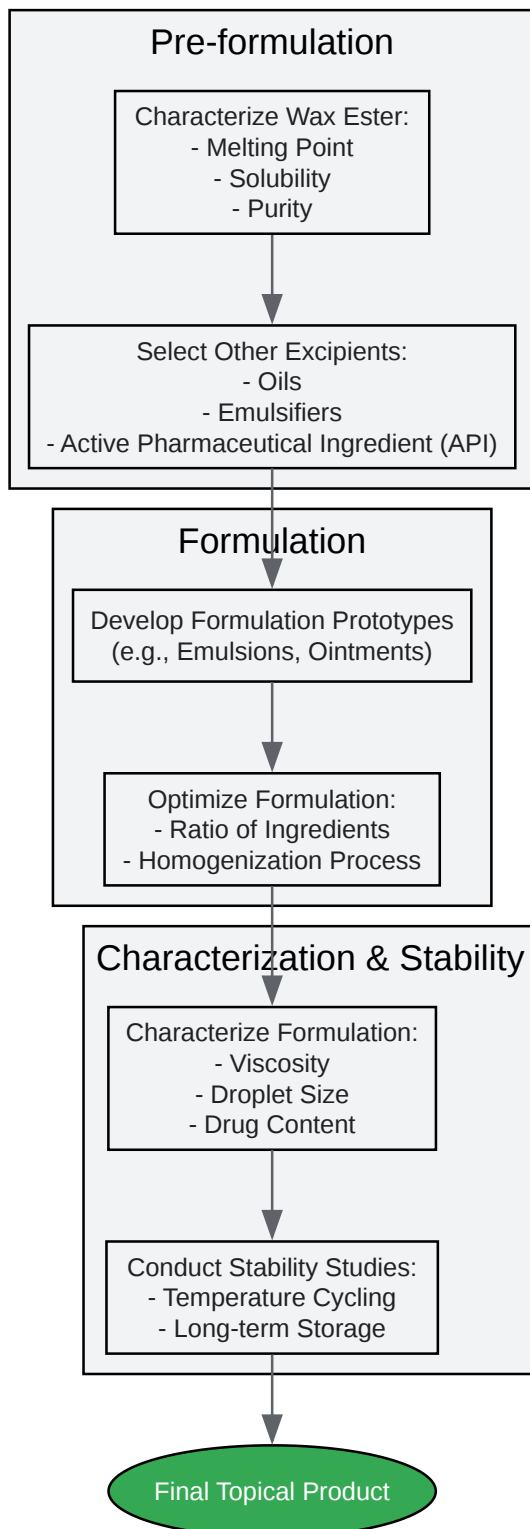 Pre-formulation
Characterize Wax Ester:
- Melting Point
- Solubility
- Purity
Select Other Excipients:
- Oils
- Emulsifiers
- Active Pharmaceutical Ingredient (API)
Formulation
Develop Formulation Prototypes
(e.g., Emulsions, Ointments)
Optimize Formulation:
- Ratio of Ingredients
- Homogenization Process
Characterization & Stability
Characterize Formulation:
- Viscosity
- Droplet Size
- Drug Content
Conduct Stability Studies:
- Temperature Cycling
- Long-term Storage
Final Topical Product